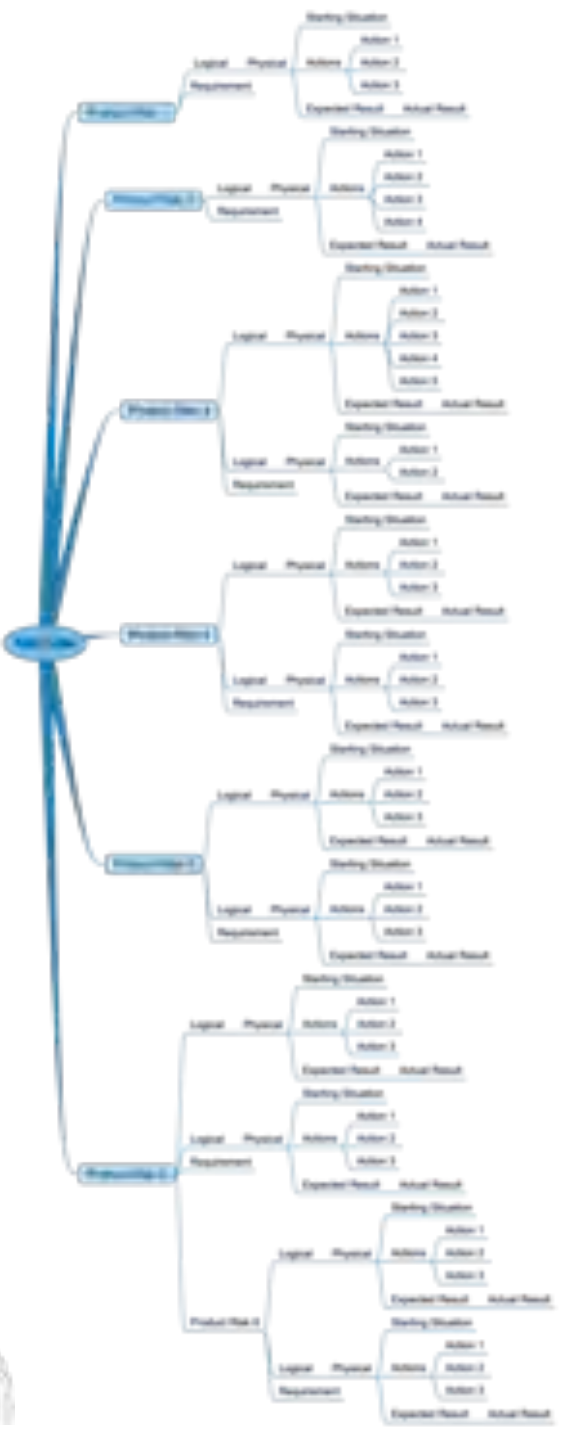 Starting Situation
Action 1
Logical Physical Actions Action 2
Requirement
Action 3
Expected Result Actual Result
Starting Situation
Action 1
Action 2
Logical Physical Actions
Action 3
Requirement
Action 4
Expected Result Actual Result
Starting Situation
Action 1
Action 2
Logical Physical Actions Action 3
Action 4
Action 5
Expected Result Actual Result
Starting Situation
Action 1
Logical Physical Actions
Action 2
Requirement
Expected Result Actual Result
Starting Situation
Action 1
Logical Physical Actions Action 2
Action 3
Expected Result Actual Result
Starting Situation
Action 1
Logical Physical Actions Action 2
Requirement
Action 3
Expected Result Actual Result
Starting Situation
Action 1
Logical Physical Actions Action 2
Action 3
Expected Result Actual Result
Starting Situation
Action 1
Logical Physical Actions Action 2
Requirement
Action 3
Expected Result Actual Result
Starting Situation
Action 1
Logical Physical Actions Action 2
Action 3
Expected Result Actual Result
Starting Situation
Action 1
Logical Physical Actions Action 2
Requirement
Action 3
Expected Result Actual Result
Starting Situation
Action 1
Logical Physical Actions Action 2
Action 3
Expected Result Actual Result
Product Risk
Starting Situation
Action 1
Logical Physical Actions Action 2
Requirement
Action 3
Expected Result Actual Result